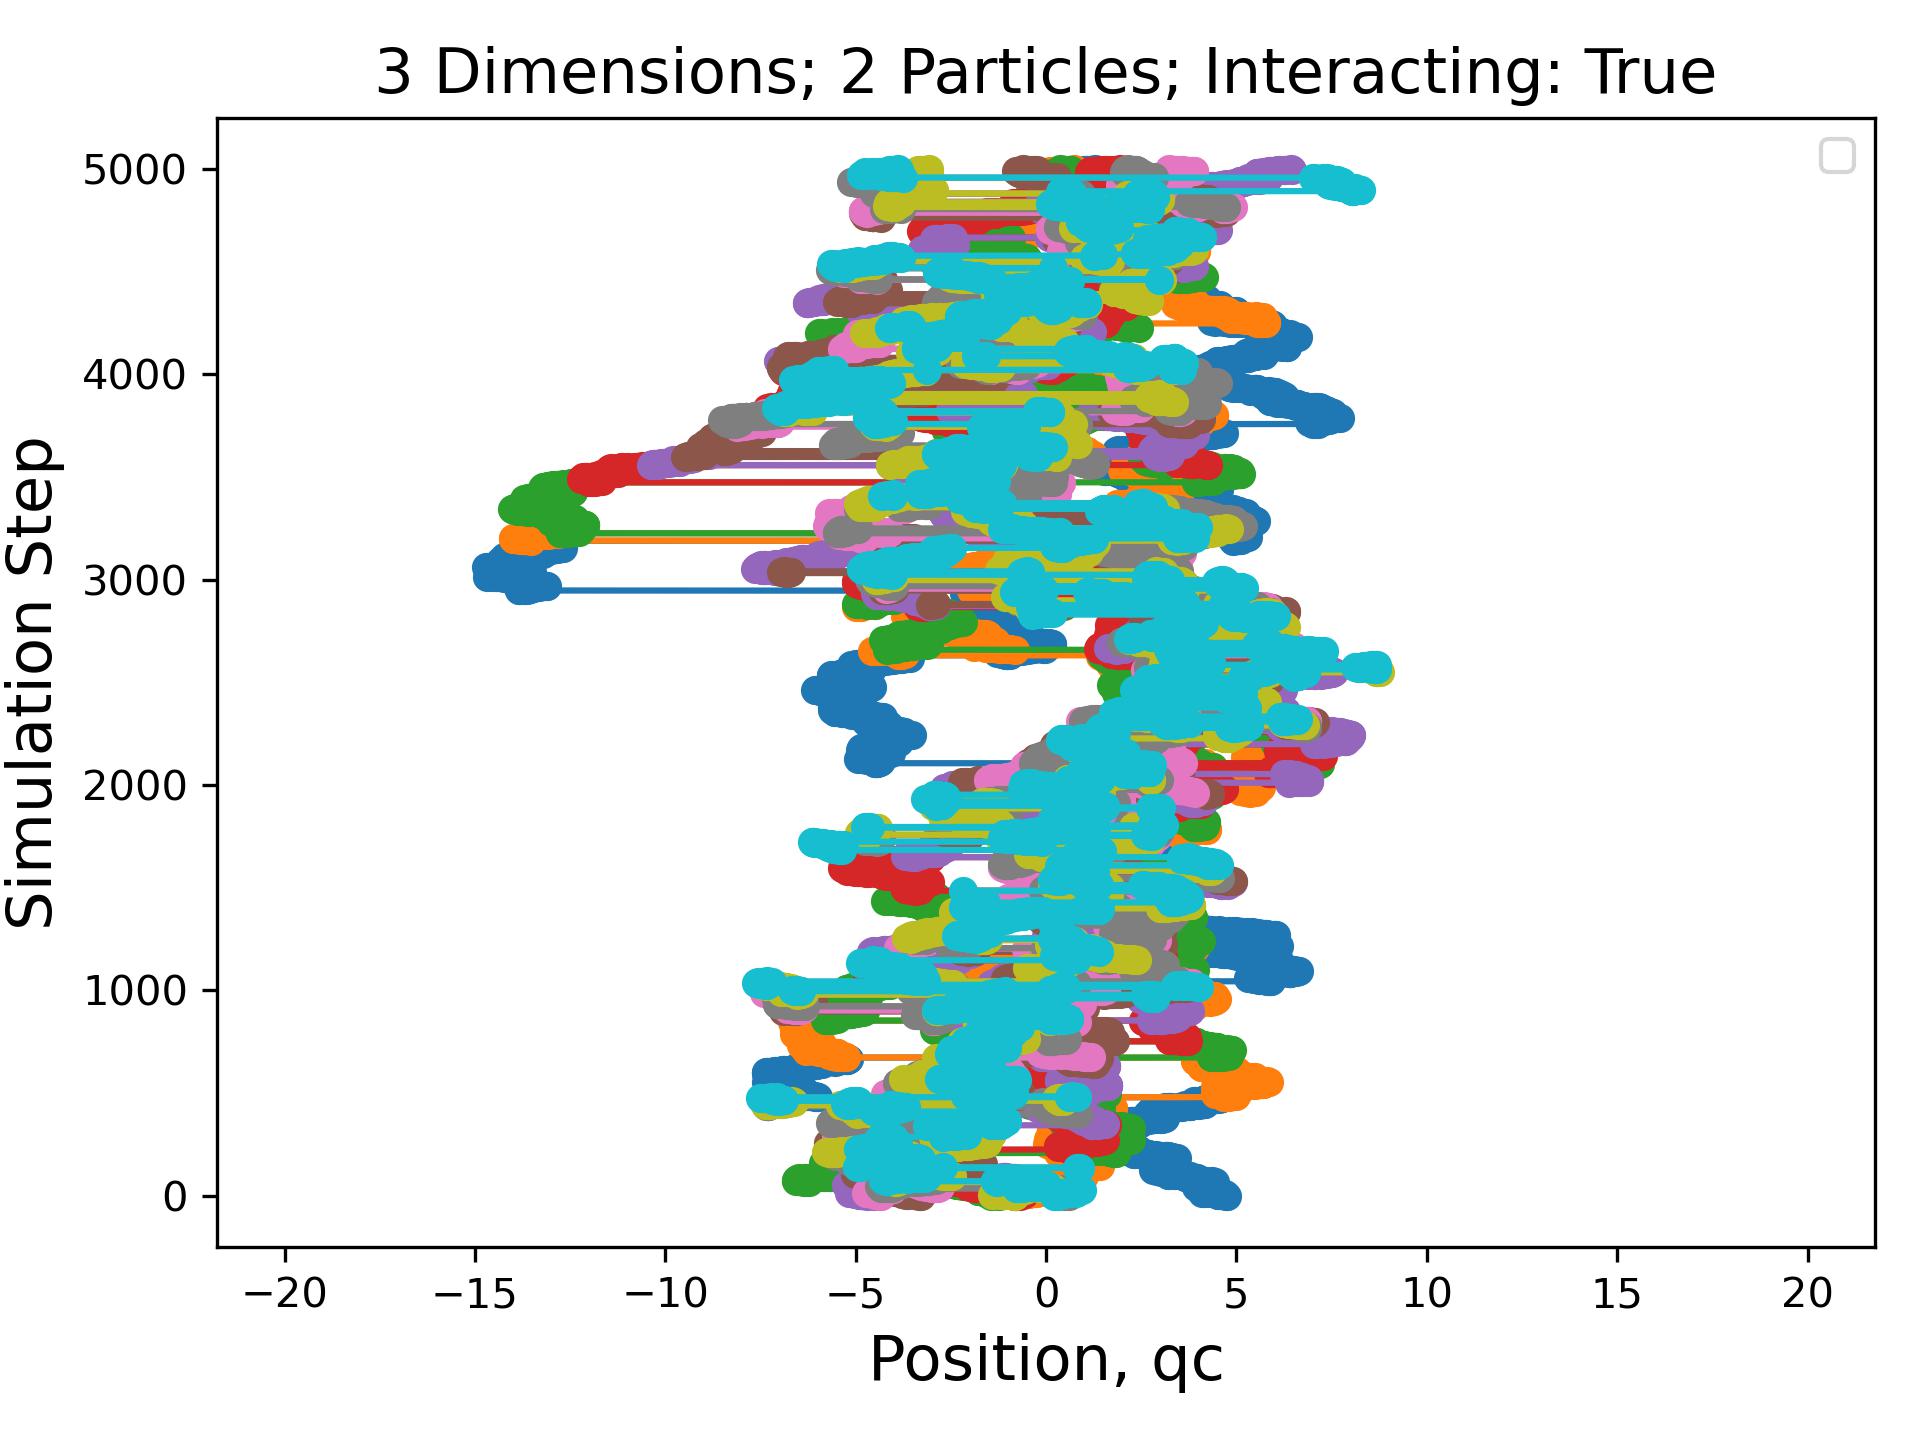 3 Dimensions; 2 Particles; Interacting: True
Simulation Step
5000
4000
3000
2000
1000
0
−20 −15 −10 −5 0 5 10 15 20
Position, qc